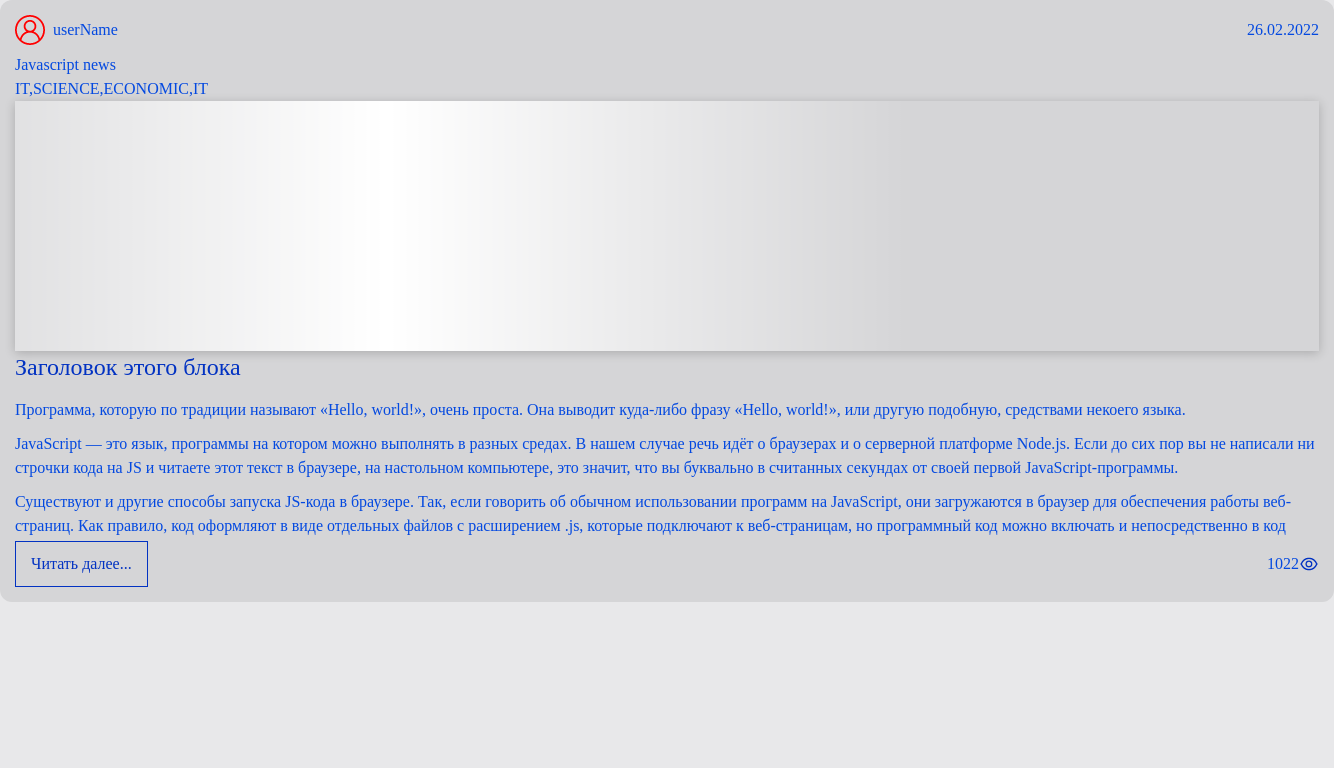 userName
26.02.2022
Javascript news
IT,SCIENCE,ECONOMIC,IT
Заголовок этого блока
Программа, которую по традиции называют «Hello, world!», очень проста. Она выводит куда-либо фразу «Hello, world!», или другую подобную, средствами некоего языка.
JavaScript — это язык, программы на котором можно выполнять в разных средах. В нашем случае речь идёт о браузерах и о серверной платформе Node.js. Если до сих пор вы не написали ни
строчки кода на JS и читаете этот текст в браузере, на настольном компьютере, это значит, что вы буквально в считанных секундах от своей первой JavaScript-программы.
Существуют и другие способы запуска JS-кода в браузере. Так, если говорить об обычном использовании программ на JavaScript, они загружаются в браузер для обеспечения работы веб-
страниц. Как правило, код оформляют в виде отдельных файлов с расширением .js, которые подключают к веб-страницам, но программный код можно включать и непосредственно в код
Читать далее...
1022